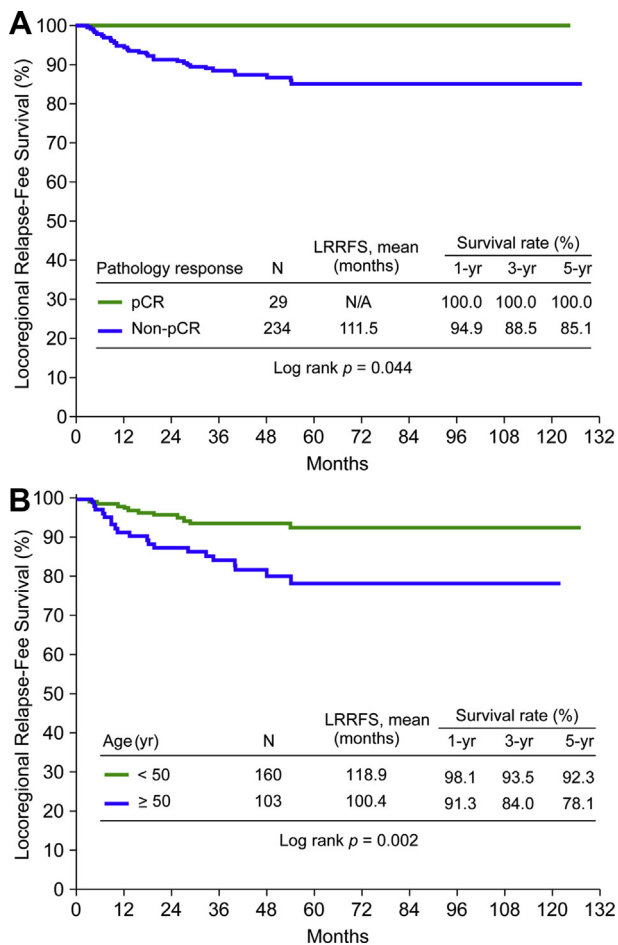 A
Locoregional Relapse-Fee Survival (%)
100
90
80
70
60
50
40
30
20
10
0
LRRFS, mean Survival rate (%)
Pathology response N (months) 1-yr 3-yr 5-yr
pCR 29 N/A 100.0 100.0 100.0
Non-pCR 234 111.5 94.9 88.5 85.1
Log rank p = 0.044
0 12 24 36 48 60 72 84 96 108 120 132
Months
B
Locoregional Relapse-Fee Survival (%)
100
90
80
70
60
50
40
30
20
10
0
LRRFS, mean Survival rate (%)
Age (yr) N (months) 1-yr 3-yr 5-yr
< 50 160 118.9 98.1 93.5 92.3
≥ 50 103 100.4 91.3 84.0 78.1
Log rank p = 0.002
0 12 24 36 48 60 72 84 96 108 120 132
Months